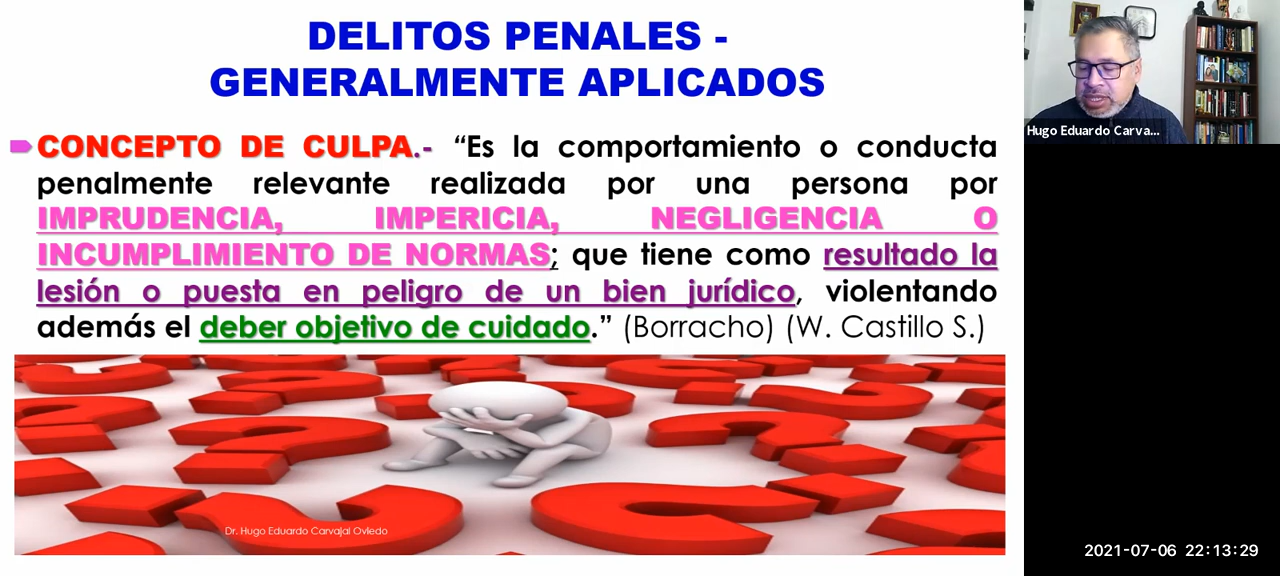 DELITOS PENALES -
GENERALMENTE APLICADOS
CONCEPTO DE CULPA.- “Es la comportamiento o conducta
penalmente relevante realizada por una persona por
IMPRUDENCIA, IMPERICIA, NEGLIGENCIA O
INCUMPLIMIENTO DE NORMAS; que tiene como resultado la
lesión o puesta en peligro de un bien jurídico, violentando
además el deber objetivo de cuidado.” (Borracho) (W. Castillo S.)
Dr. Hugo Eduardo Carvajal Oviedo
Hugo Eduardo Carva...
2021-07-06 22:13:29